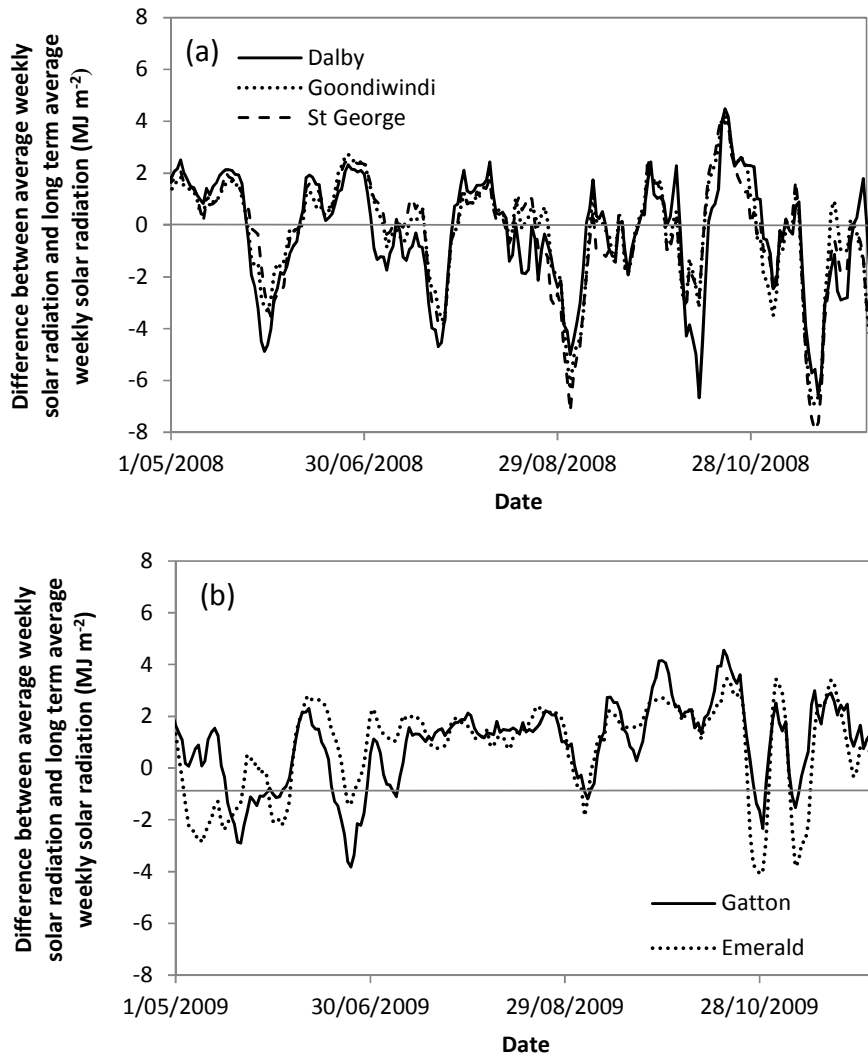 (a)
Dalby
Goondiwindi
St George
Difference between average weekly
solar radiation and long term average
weekly solar radiation (MJ m-2)
8
6
4
2
0
-2
-4
-6
-8
1/05/2008
30/06/2008
29/08/2008
28/10/2008
Date
(b)
Difference between average weekly
solar radiation and long term average
weekly solar radiation (MJ m-2)
8
6
4
2
0
-2
-4
-6
-8
Gatton
Emerald
1/05/2009
30/06/2009
29/08/2009
28/10/2009
Date